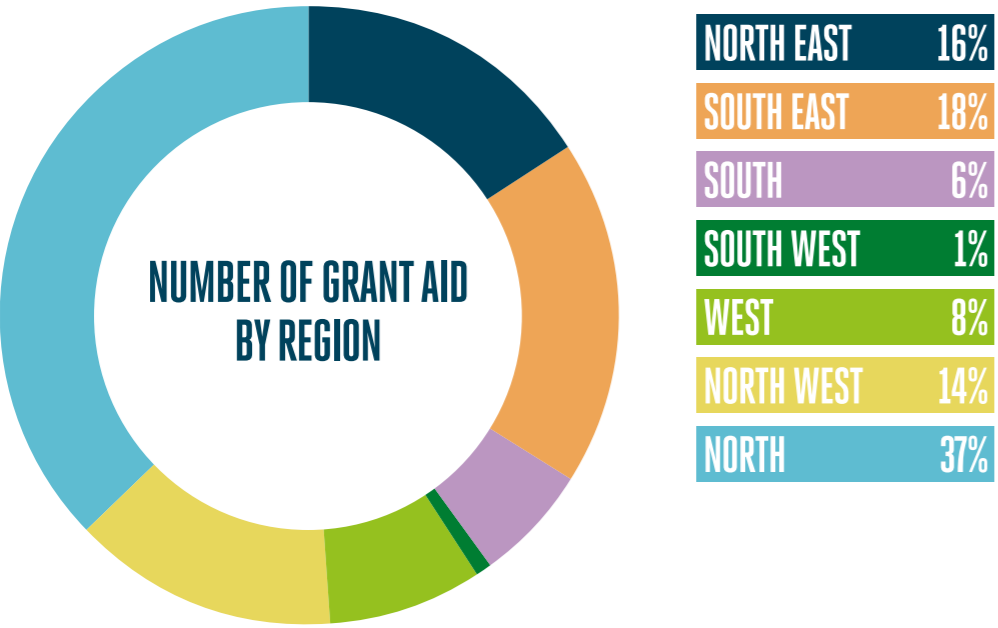 NUMBER OF GRANT AID
BY REGION
NORTH EAST 16%
SOUTH EAST 18%
SOUTH 6%
SOUTH WEST 1%
WEST 8%
NORTH WEST 14%
NORTH 37%